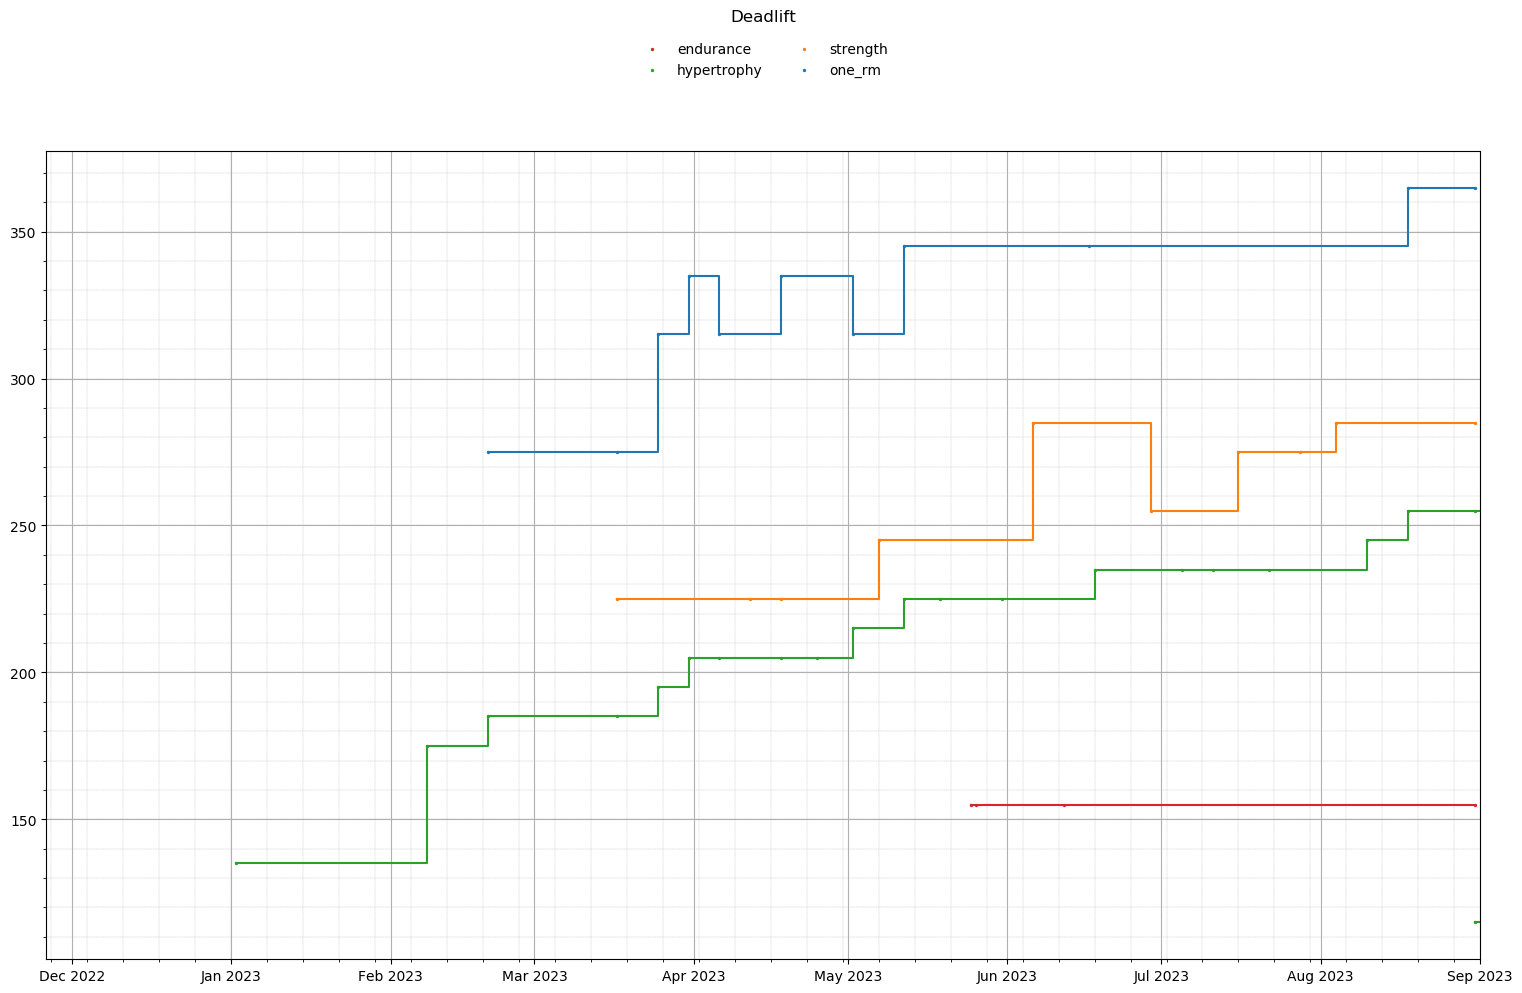 Deadlift
endurance strength
hypertrophy one_rm
350
300
250
200
150
Dec 2022 Jan 2023 Feb 2023 Mar 2023 Apr 2023 May 2023 Jun 2023 Jul 2023 Aug 2023 Sep 2023